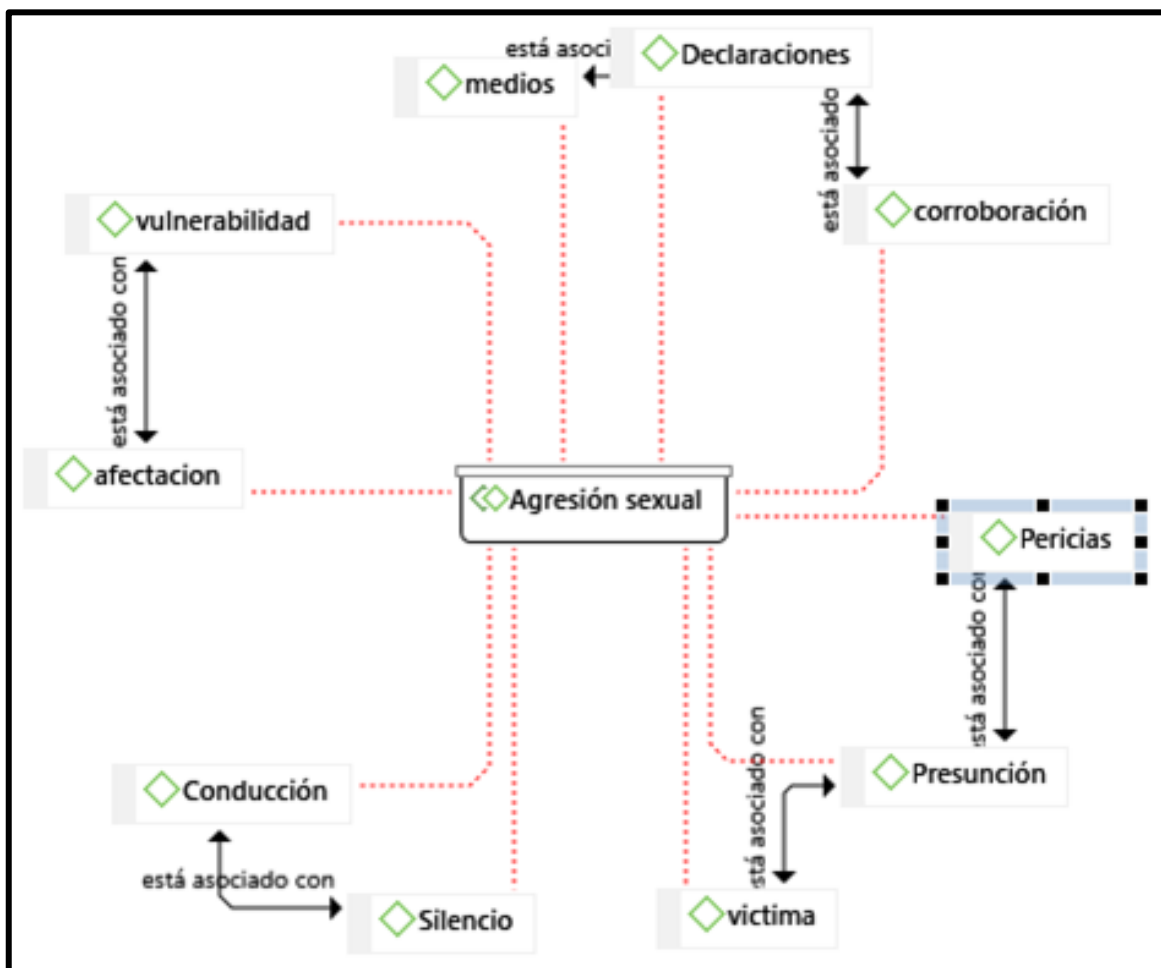 está asoci
Declaraciones
medios
está asociado
corroboración
vulnerabilidad
está asociado con
afectacion
Agresión sexual
Pericias
está asociado con
está asociado con
Presunción
Conducción
está asociado con
Silencio
victima